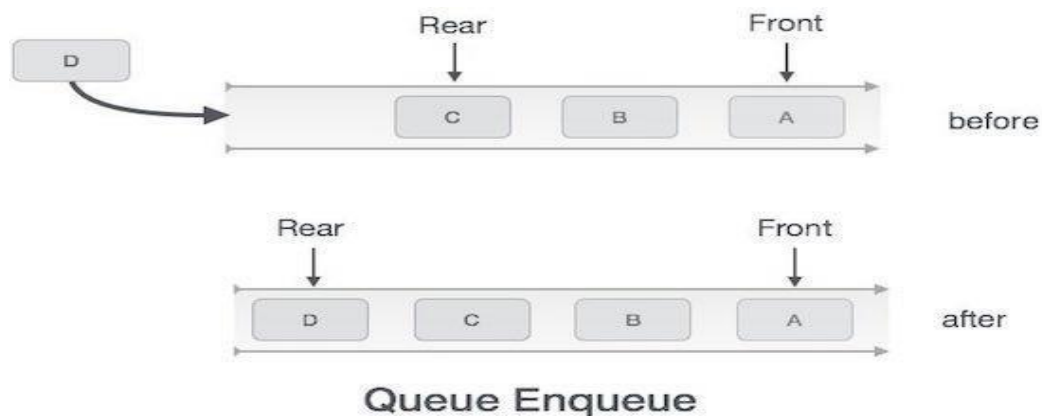 Rear Front
D
C B A
before
Rear Front
D C B A
after
Queue Enqueue